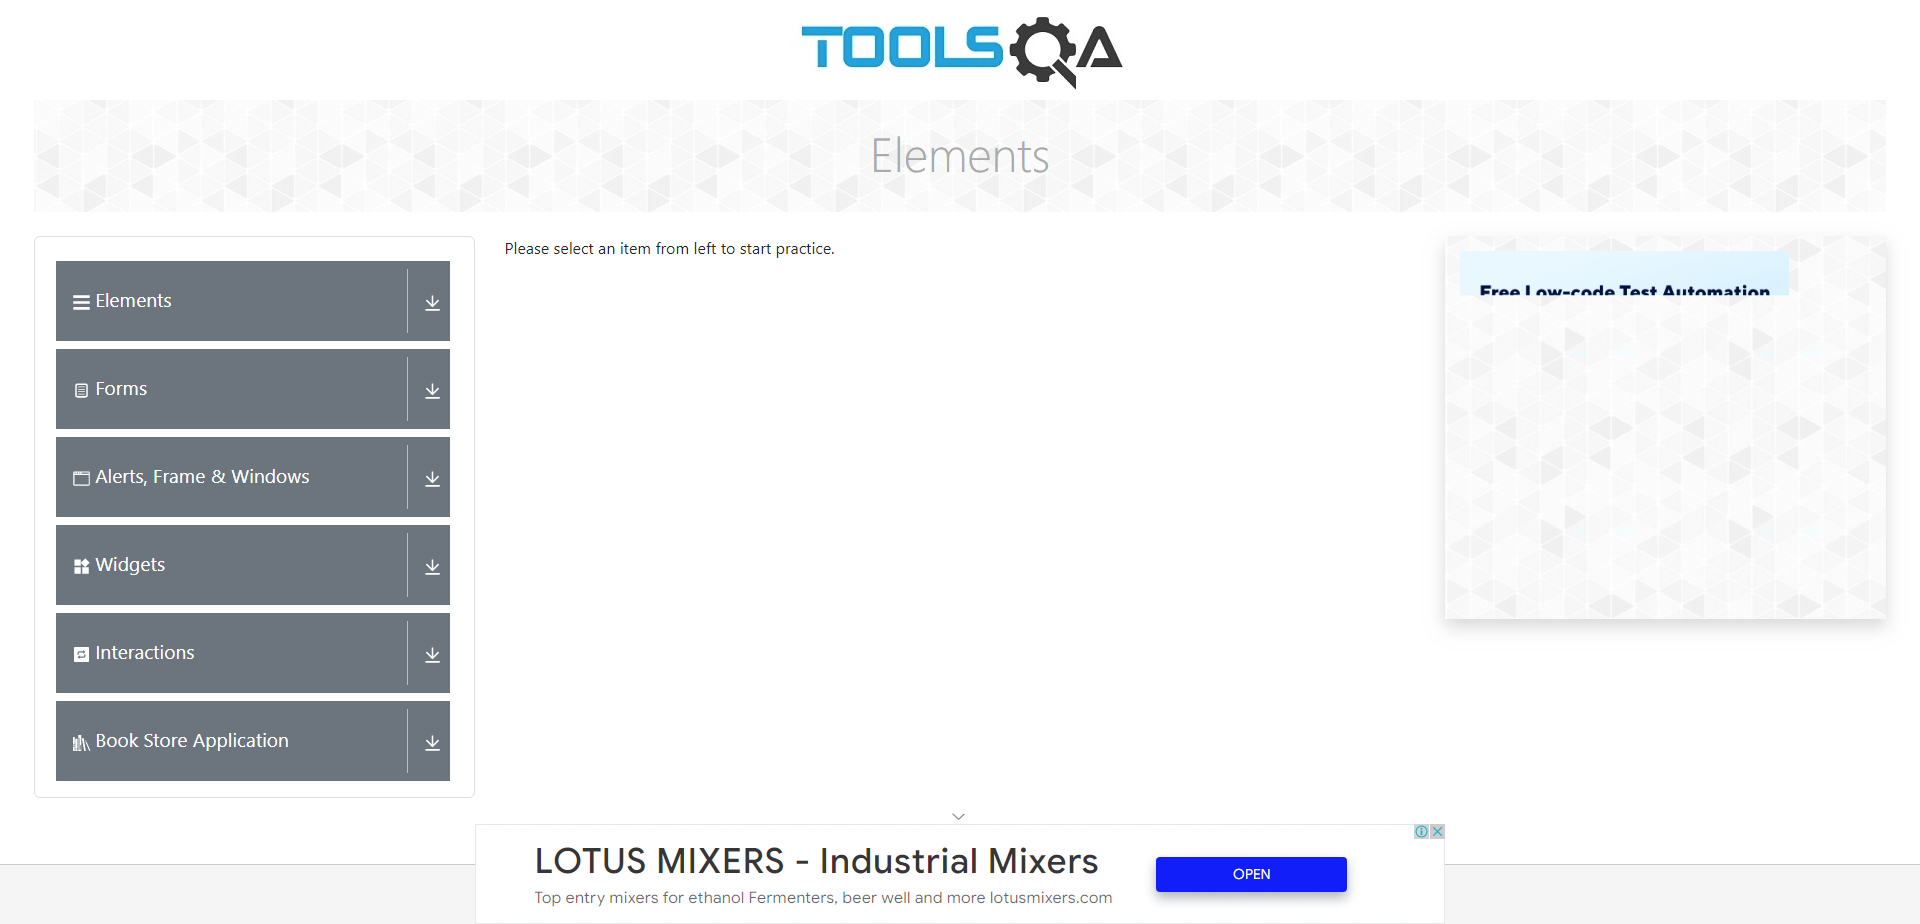 TOOLSQA
Elements
Elements
Forms
Alerts, Frame & Windows
Widgets
Interactions
Book Store Application
Please select an item from left to start practice.
Free Low-code Test Automation
LOTUS MIXERS - Industrial Mixers
Top entry mixers for ethanol Fermenters, beer well and more lotusmixers.com
OPEN